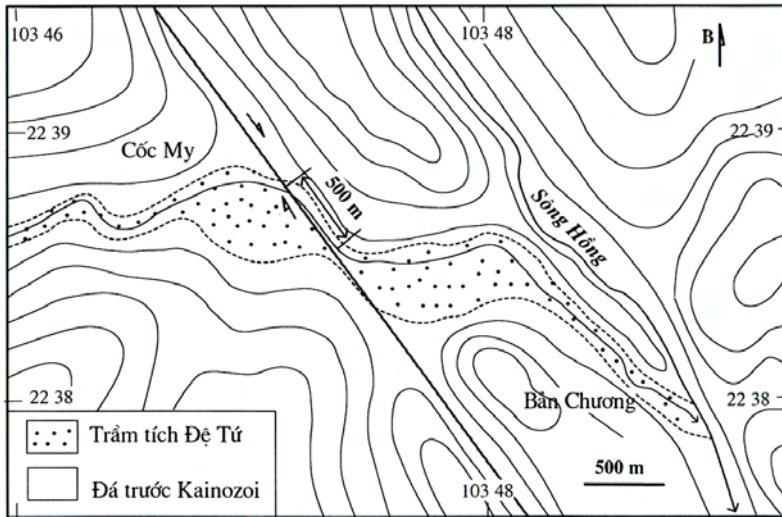 103 46
103 48
B
22 39
22 39
Cốc My
500 m
Sông Hồng
22 38
Bản Chương
22 38
Trầm tích Đệ Tứ
Đá trước Kainozoi
103 48
500 m